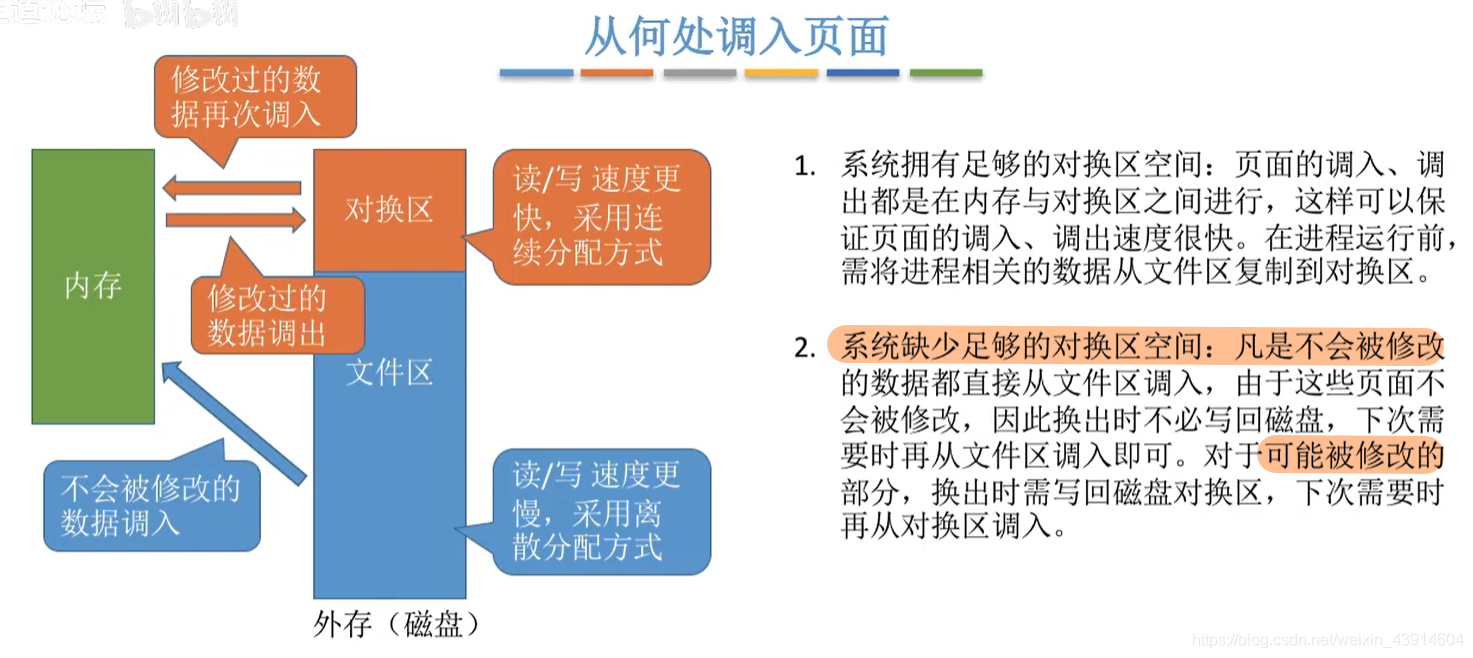 道论坛 bilibili
从何处调入页面
修改过的数
据再次调入
读/写 速度更
快，采用连
续分配方式
对换区
内存
修改过的
数据调出
文件区
不会被修改的
数据调入
读/写 速度更
慢，采用离
散分配方式
外存（磁盘）
1. 系统拥有足够的对换区空间：页面的调入、调
出都是在内存与对换区之间进行，这样可以保
证页面的调入、调出速度很快。在进程运行前，
需将进程相关的数据从文件区复制到对换区。
2. 系统缺少足够的对换区空间：凡是不会被修改
的数据都直接从文件区调入，由于这些页面不
会被修改，因此换出时不必写回磁盘，下次需
要时再从文件区调入即可。对于可能被修改的
部分，换出时需写回磁盘对换区，下次需要时
再从对换区调入。
https://blog.csdn.net/weixin_43914604